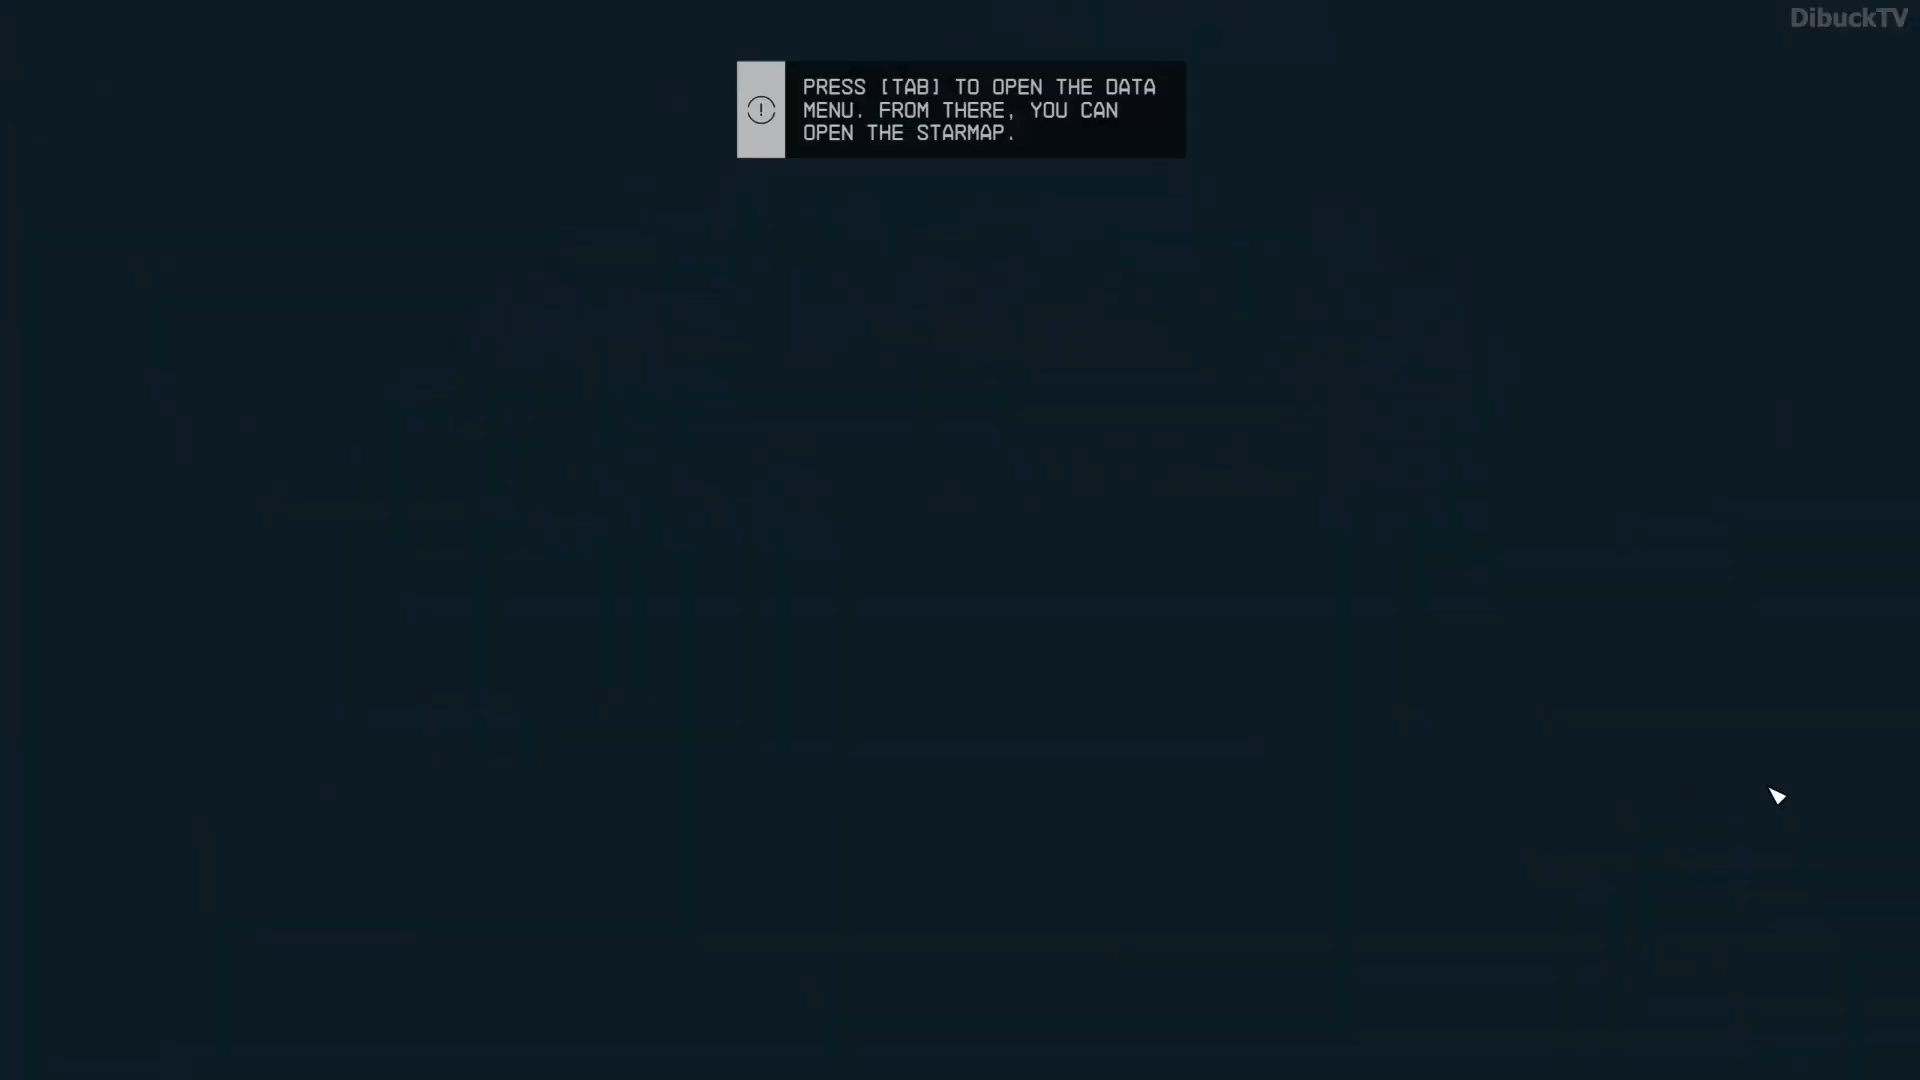 DibuckTV
PRESS [TAB] TO OPEN THE DATA
MENU. FROM THERE, YOU CAN
OPEN THE STARMAP.